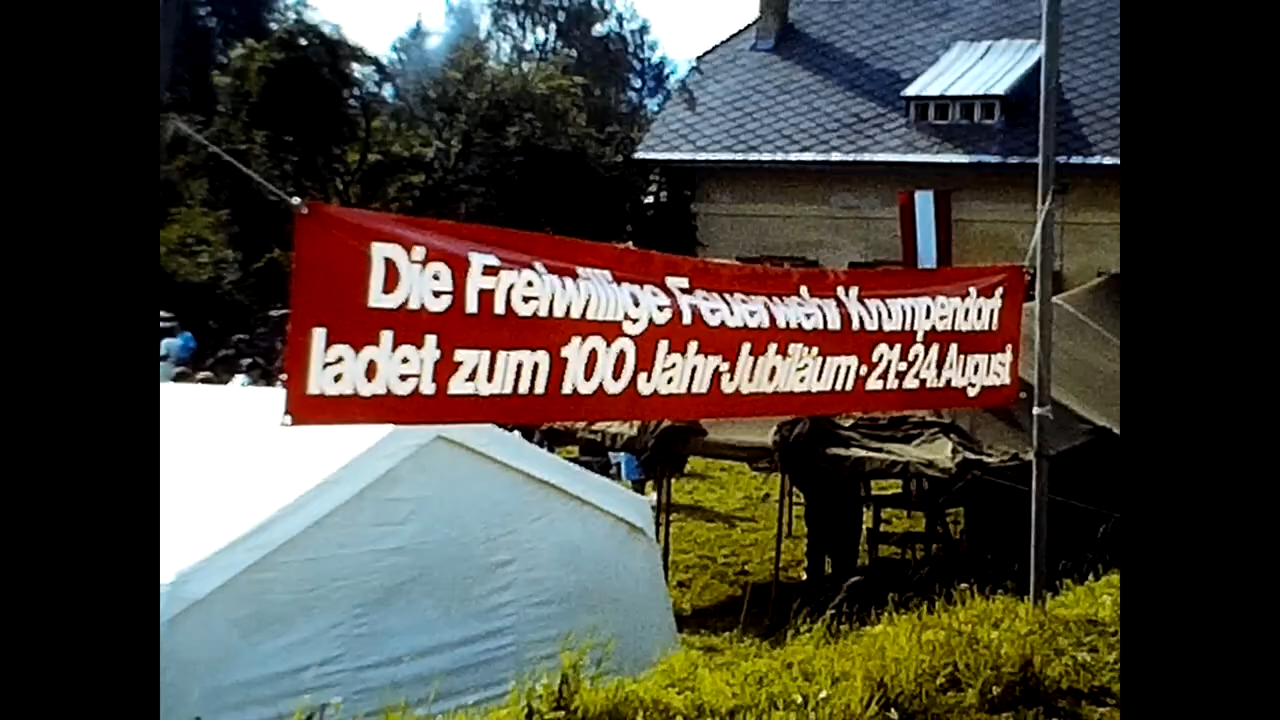 Die Freiwillige Feuerwehr Krumpendorf
ladet zum 100 Jahr-Jubiläum · 21.-24. August